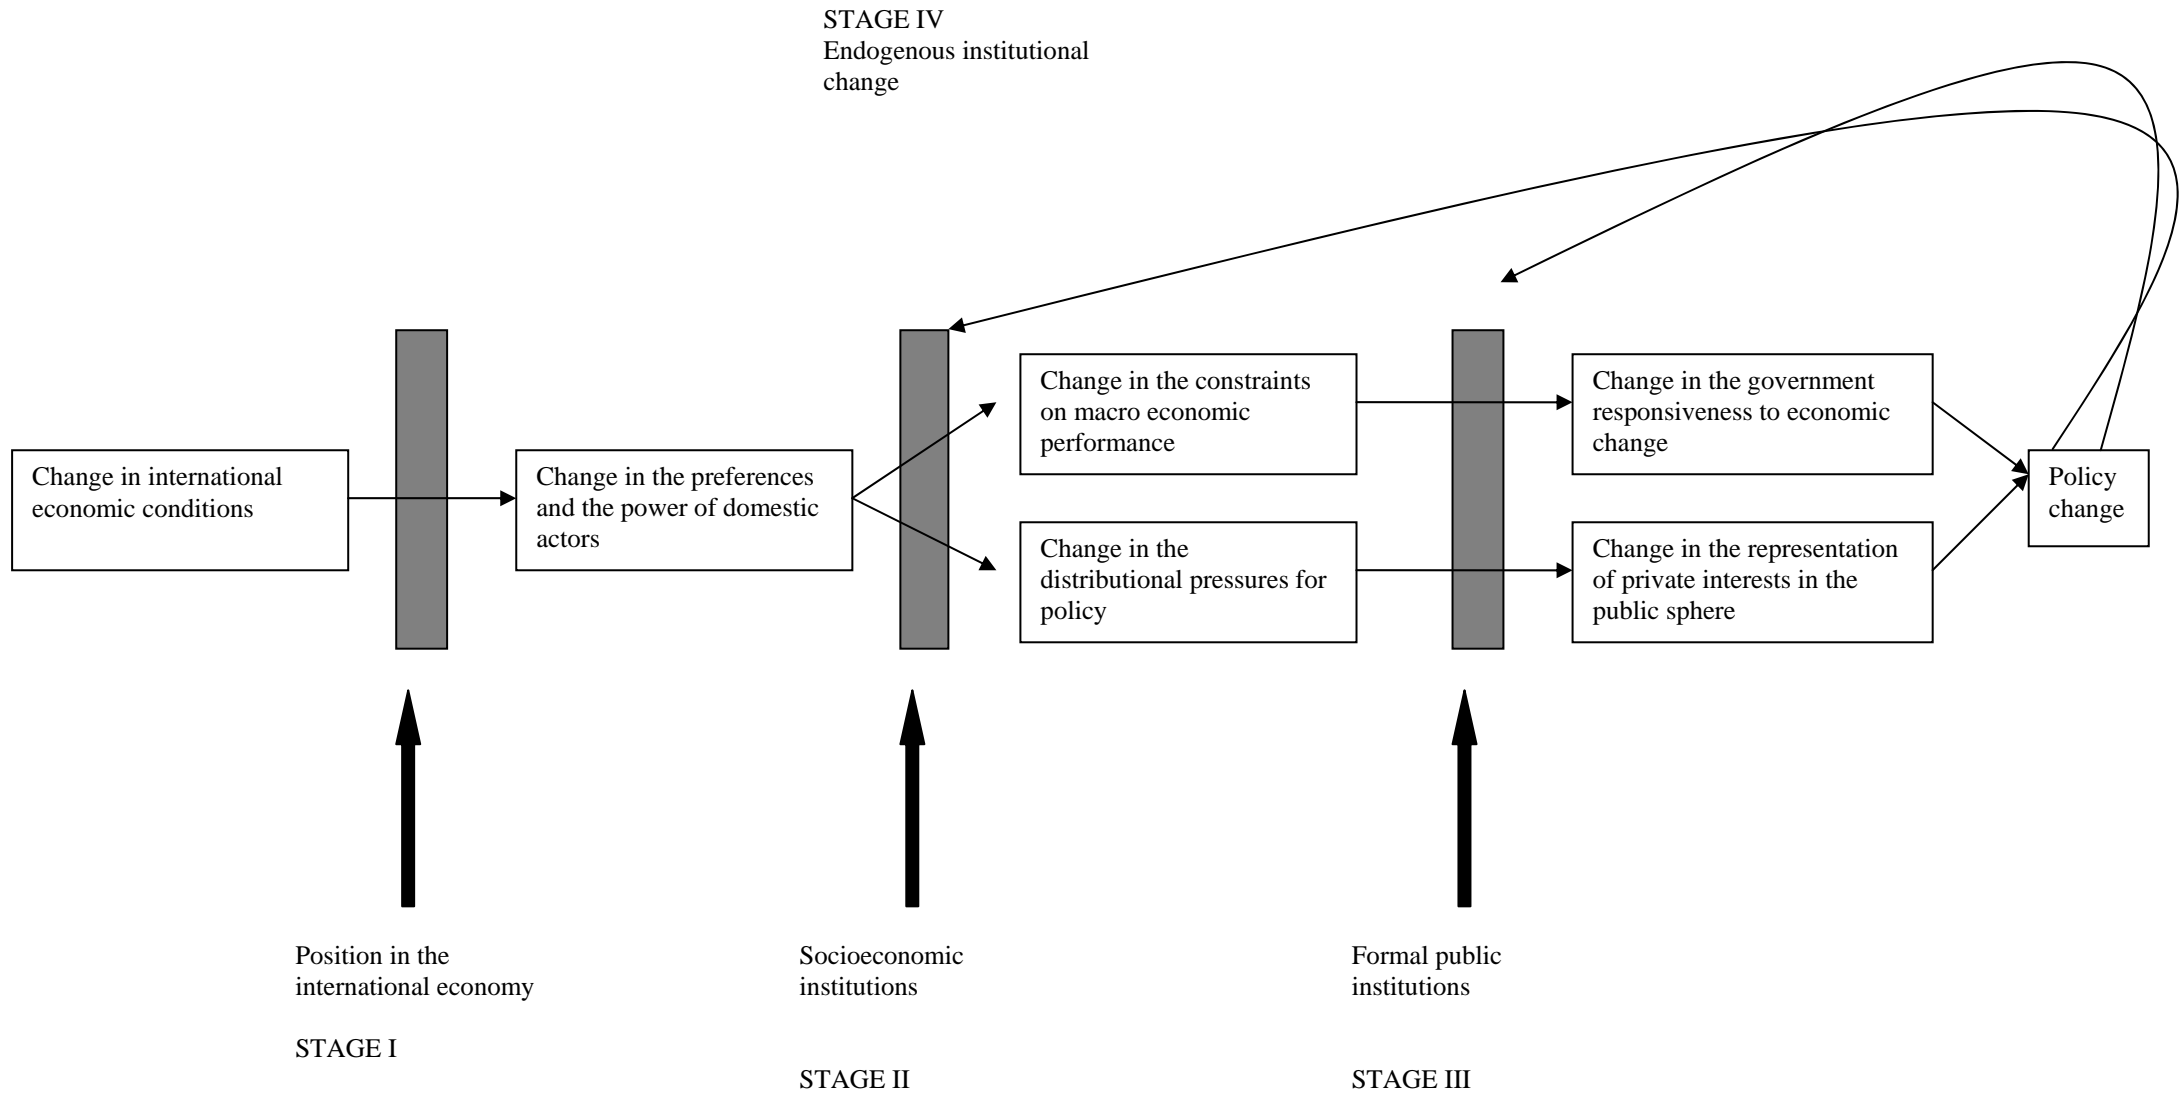 STAGE IV
Endogenous institutional
change
Change in international
economic conditions
Change in the preferences
and the power of domestic
actors
Change in the constraints
on macro economic
performance
Change in the
distributional pressures for
policy
Change in the government
responsiveness to economic
change
Change in the representation
of private interests in the
public sphere
Policy
change
Position in the
international economy
STAGE I
Socioeconomic
institutions
STAGE II
Formal public
institutions
STAGE III